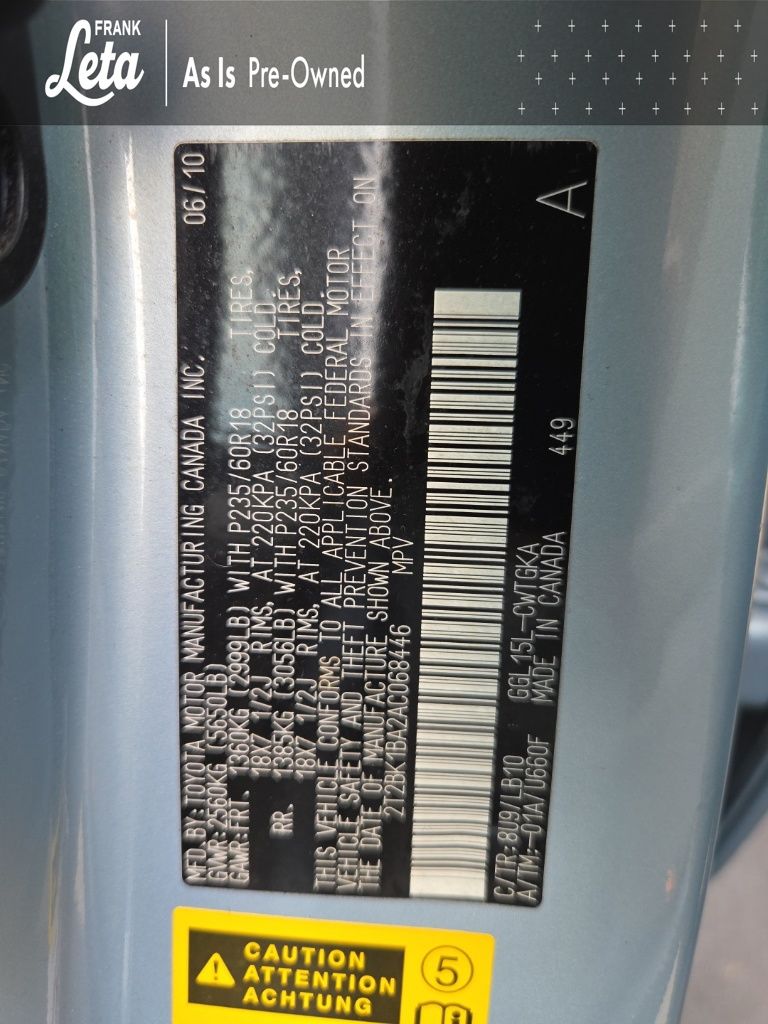 FRANK
Leta
As Is Pre-Owned
MFD. BY: TOYOTA MOTOR MANUFACTURING CANADA INC. 06/10
GVWR: 2560KG (5650LB)
GAWR: FRT. 1360KG (2999LB) WITH P235/60R18 TIRES,
18X7 1/2J RIMS, AT 220KPA (32PSI) COLD.
RR. 1385KG (3056LB) WITH P235/60R18 TIRES,
18X7 1/2J RIMS, AT 220KPA (32PSI) COLD.
THIS VEHICLE CONFORMS TO ALL APPLICABLE FEDERAL MOTOR
VEHICLE SAFETY AND THEFT PREVENTION STANDARDS IN EFFECT ON
THE DATE OF MANUFACTURE SHOWN ABOVE.
2T2BK1BA2AC068446 MPV
C/TR: 8U9/LB10 GGL15L-CWTGKA 449
A/TM: -01A/U660F MADE IN CANADA
A
CAUTION
ATTENTION
ACHTUNG
5